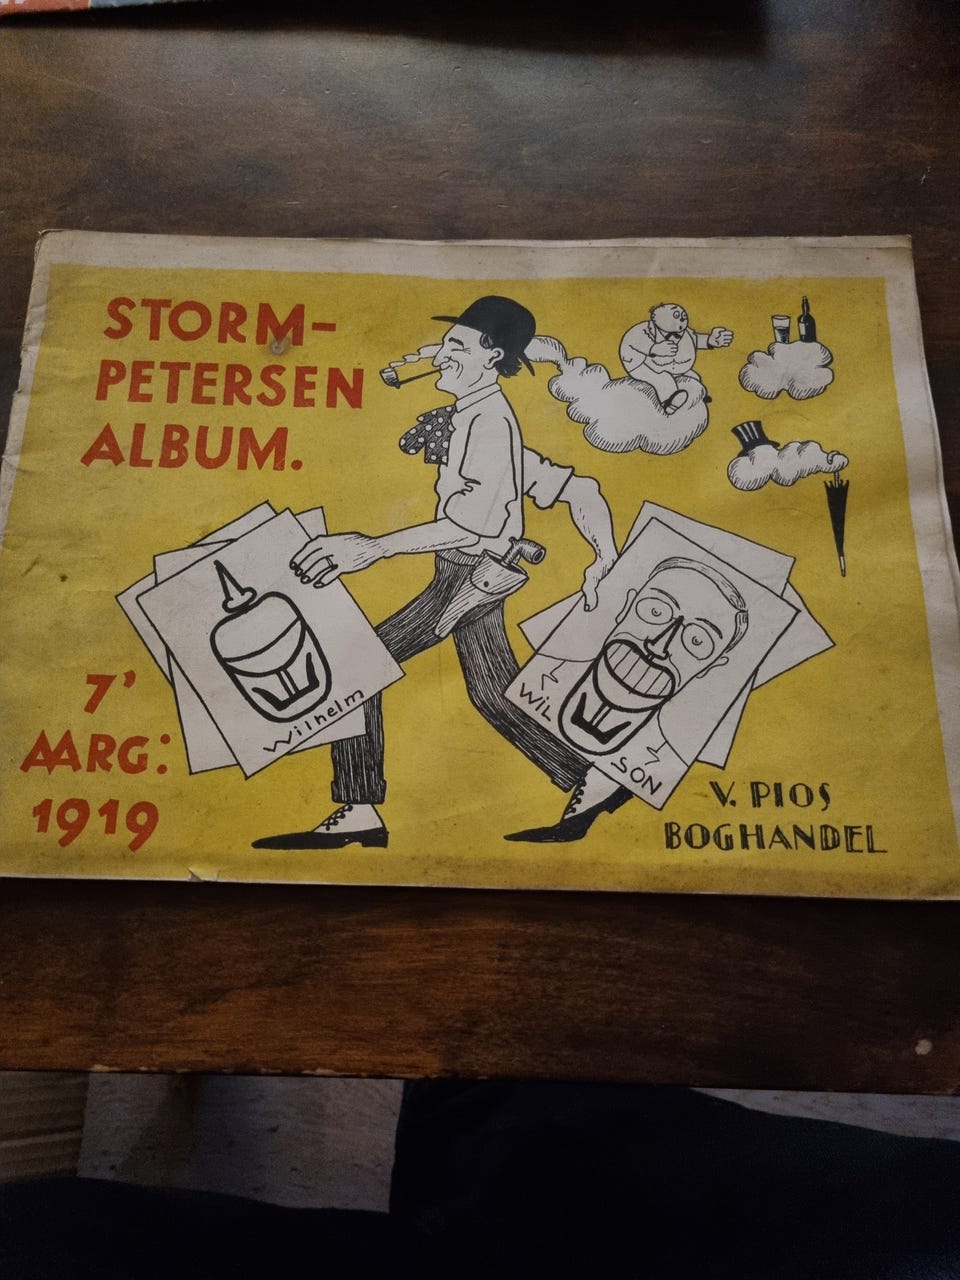 STORM-
PETERSEN
ALBUM.
7'
AARG:
1919
Wilhelm
WIL
SON
V. PIOS
BOGHANDEL